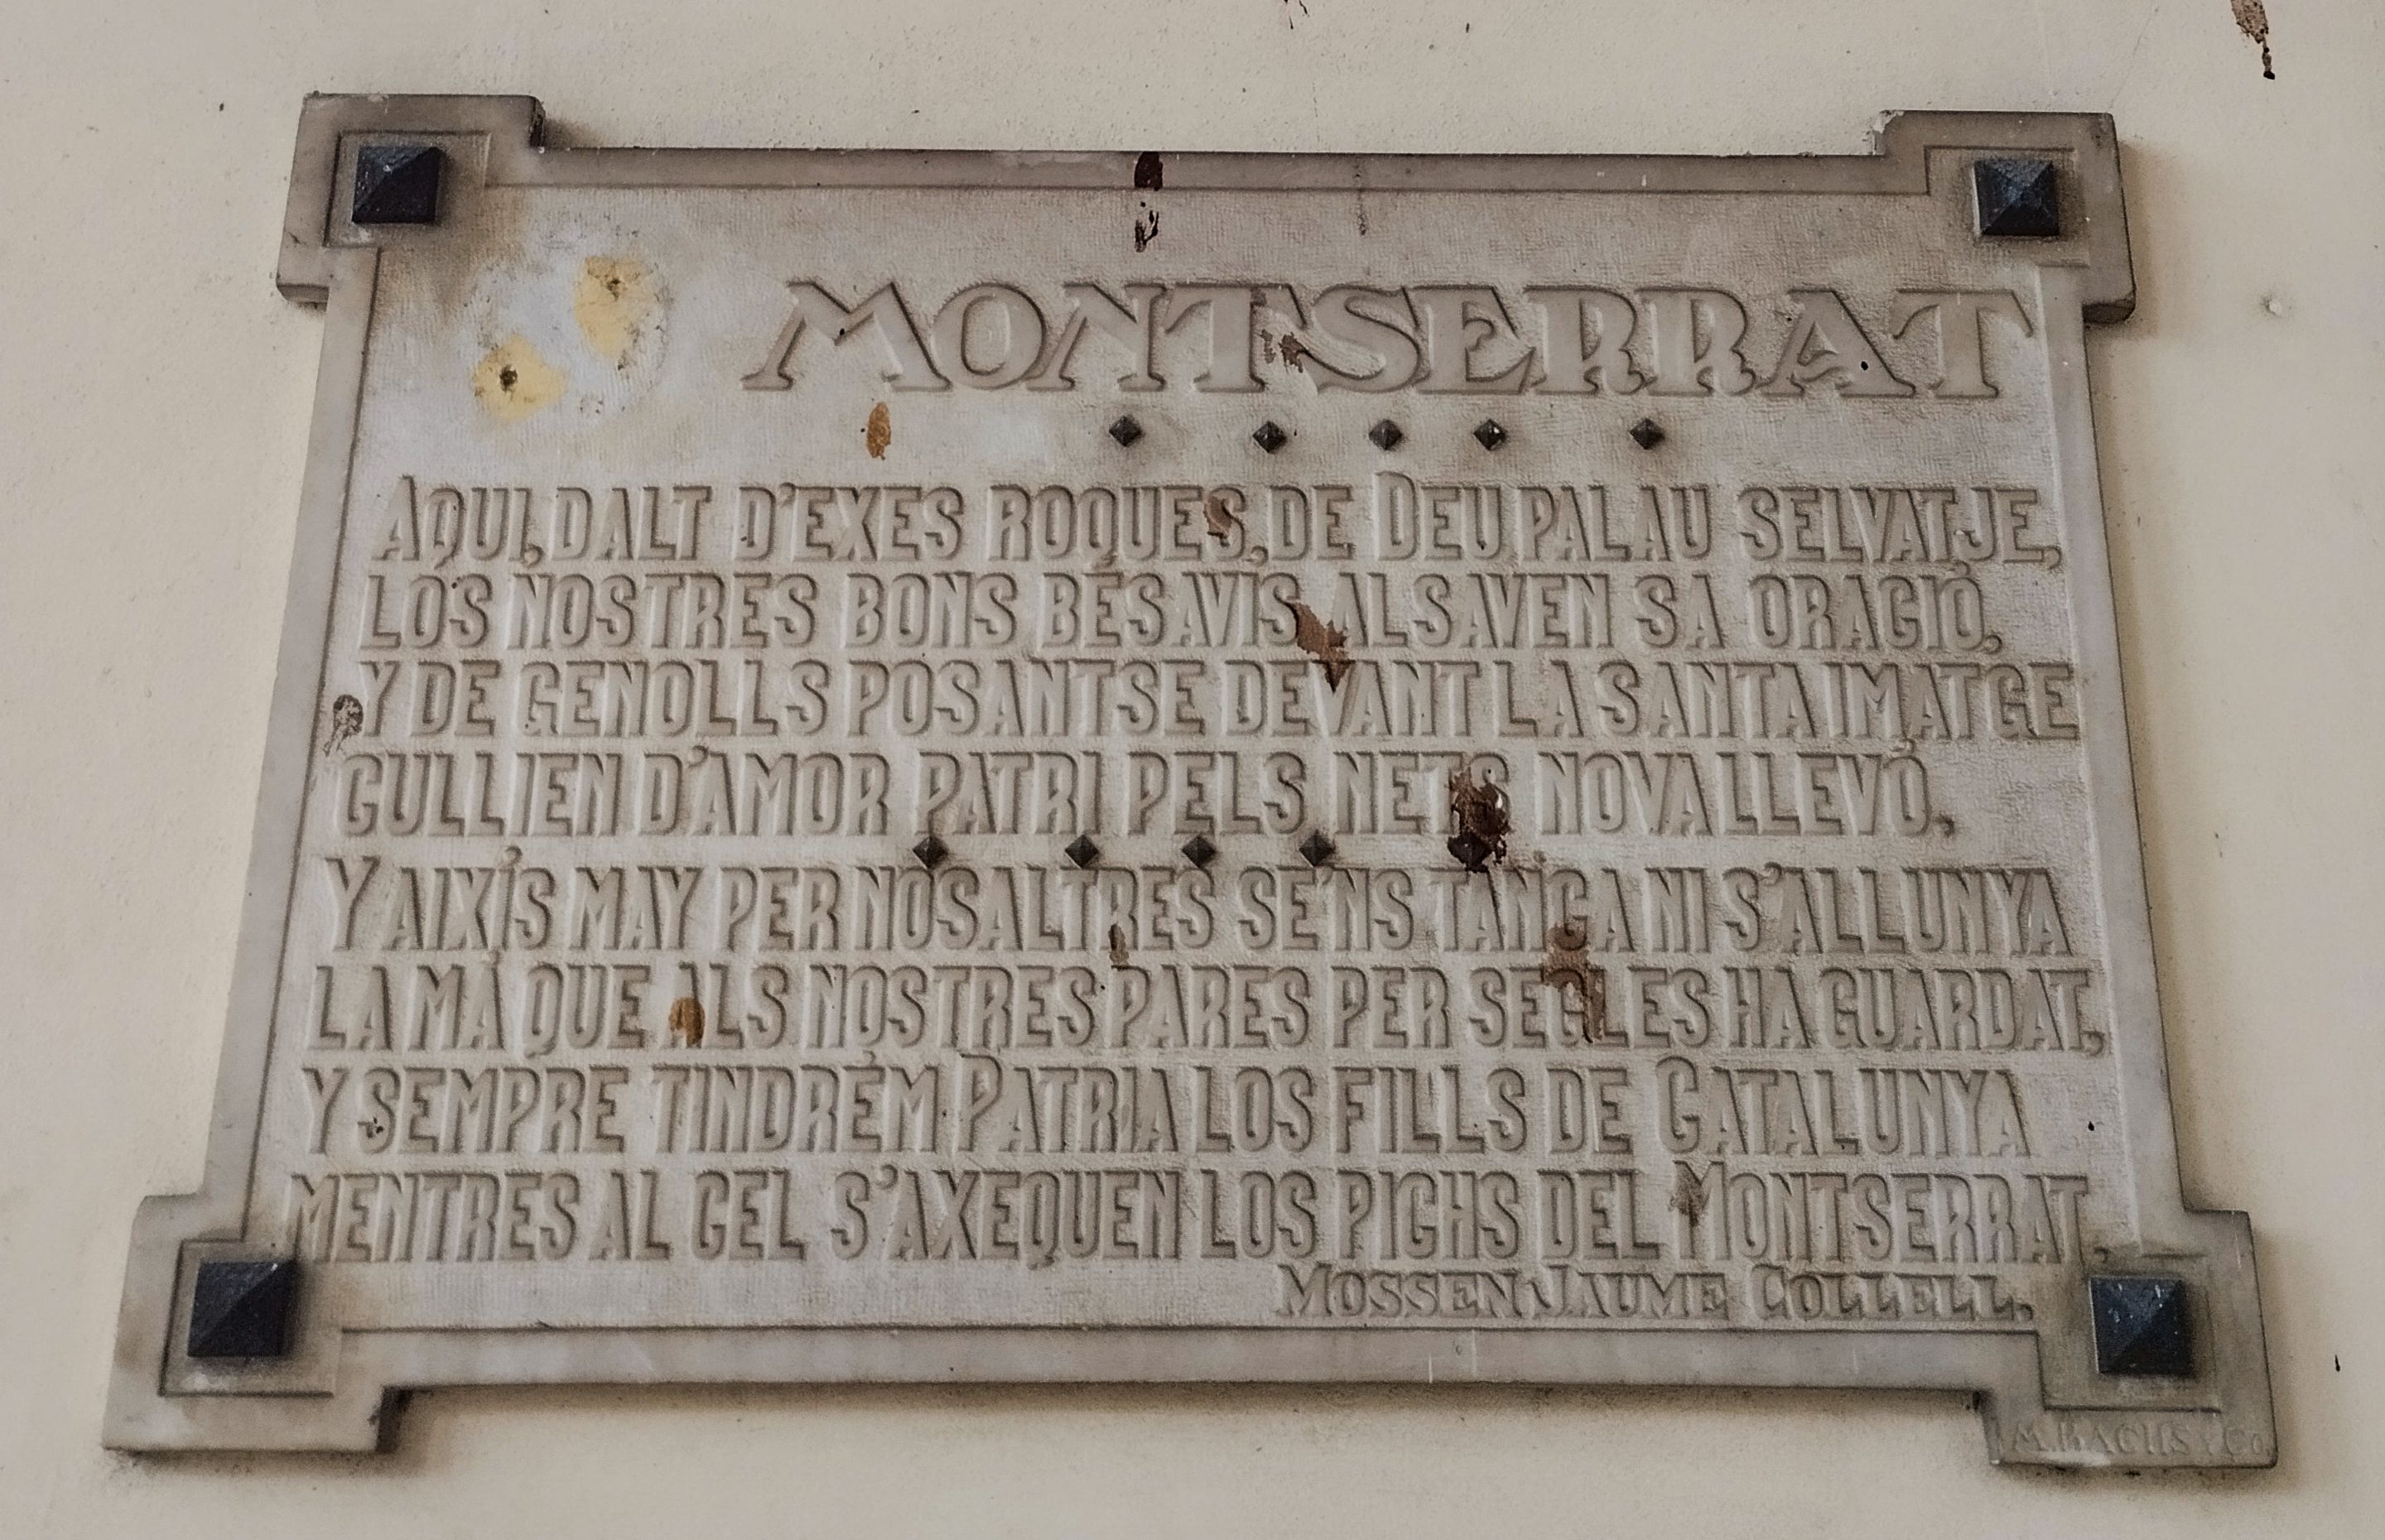 MONTSERRAT
AQUI, DALT D'EXES ROQUES, DE DEU PALAU SELVATJE,
LOS NOSTRES BONS BESAVIS ALSAVEN SA ORACIÓ,
Y DE GENOLLS POSANTSE DEVANT LA SANTA IMATGE
CULLIEN D'AMOR PATRI PELS NETS NOVA LLEVÓ,
Y AIXÍS MAY PER NOSALTRES SE'NS TANCA NI S'ALLUNYA
LA MÁ QUE ALS NOSTRES PARES PER SEGLES HA GUARDAT,
Y SEMPRE TINDRÉM PATRIA LOS FILLS DE CATALUNYA
MENTRES AL CEL S'AXEQUEN LOS PICHS DEL MONTSERRAT.
MOSSEN JAUME COLLELL.
M. BACHS Y Co.